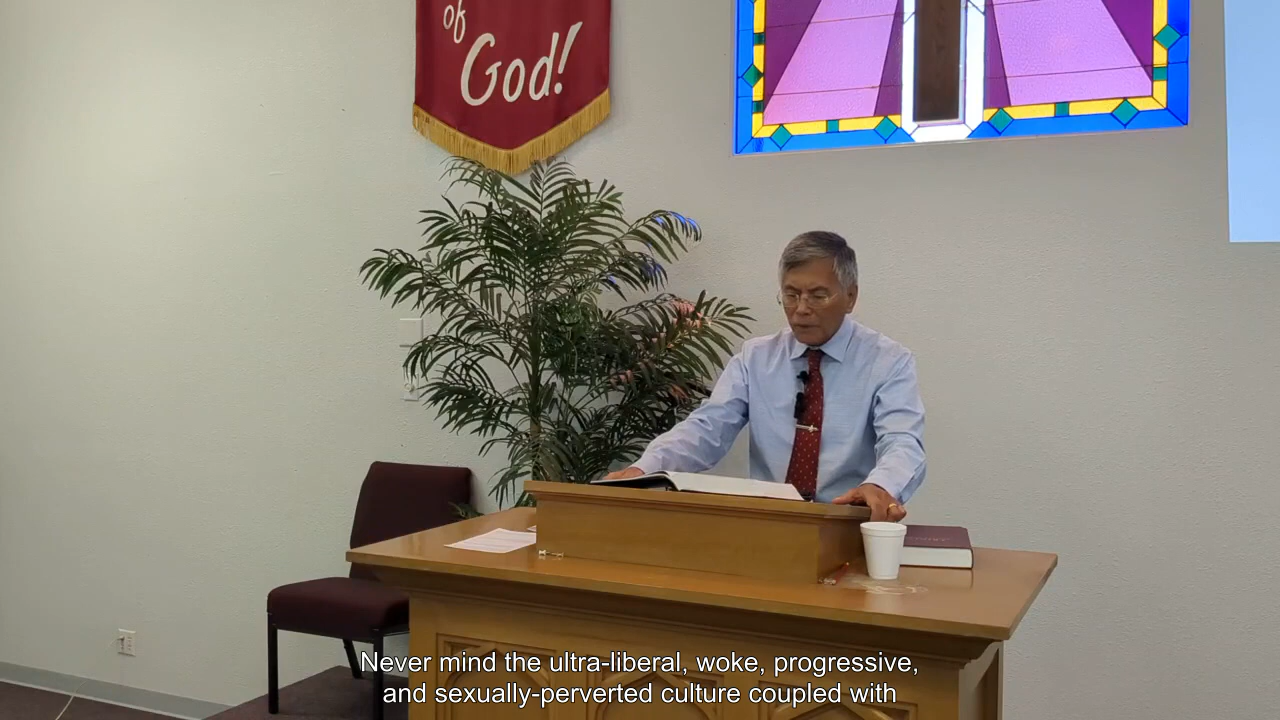 of
God!
Never mind the ultra-liberal, woke, progressive,
and sexually-perverted culture coupled with